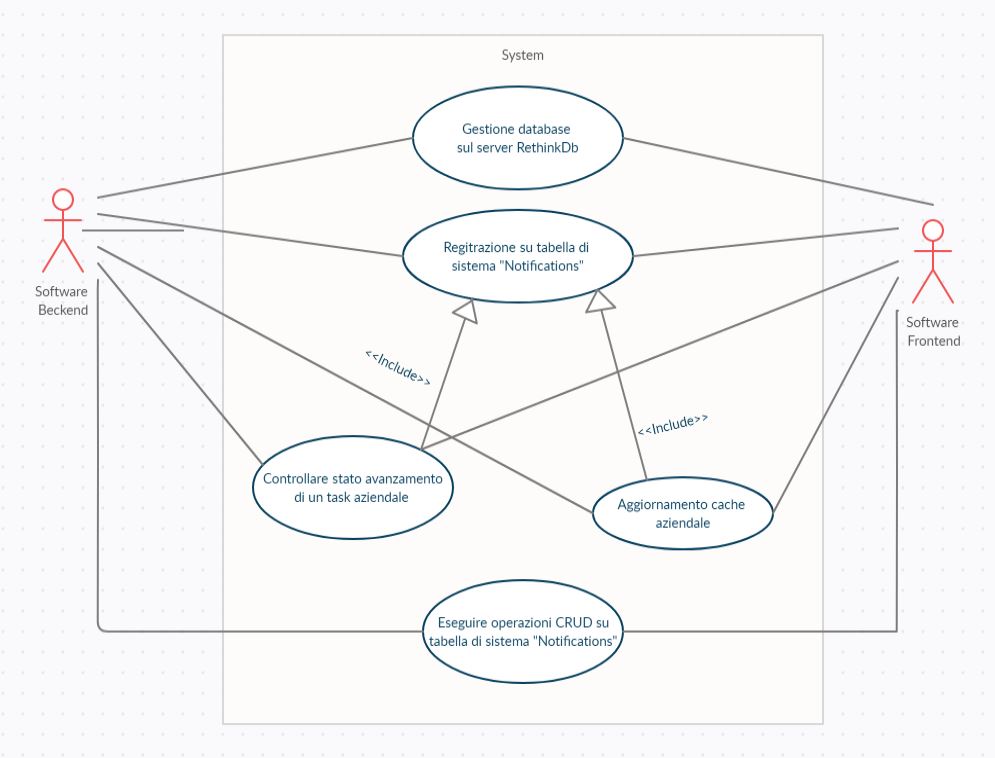 System
Gestione database
sul server RethinkDb
Regitrazione su tabella di
sistema "Notifications"
Software
Beckend
Software
Frontend
<<Include>>
<<Include>>
Controllare stato avanzamento
di un task aziendale
Aggiornamento cache
aziendale
Eseguire operazioni CRUD su
tabella di sistema "Notifications"